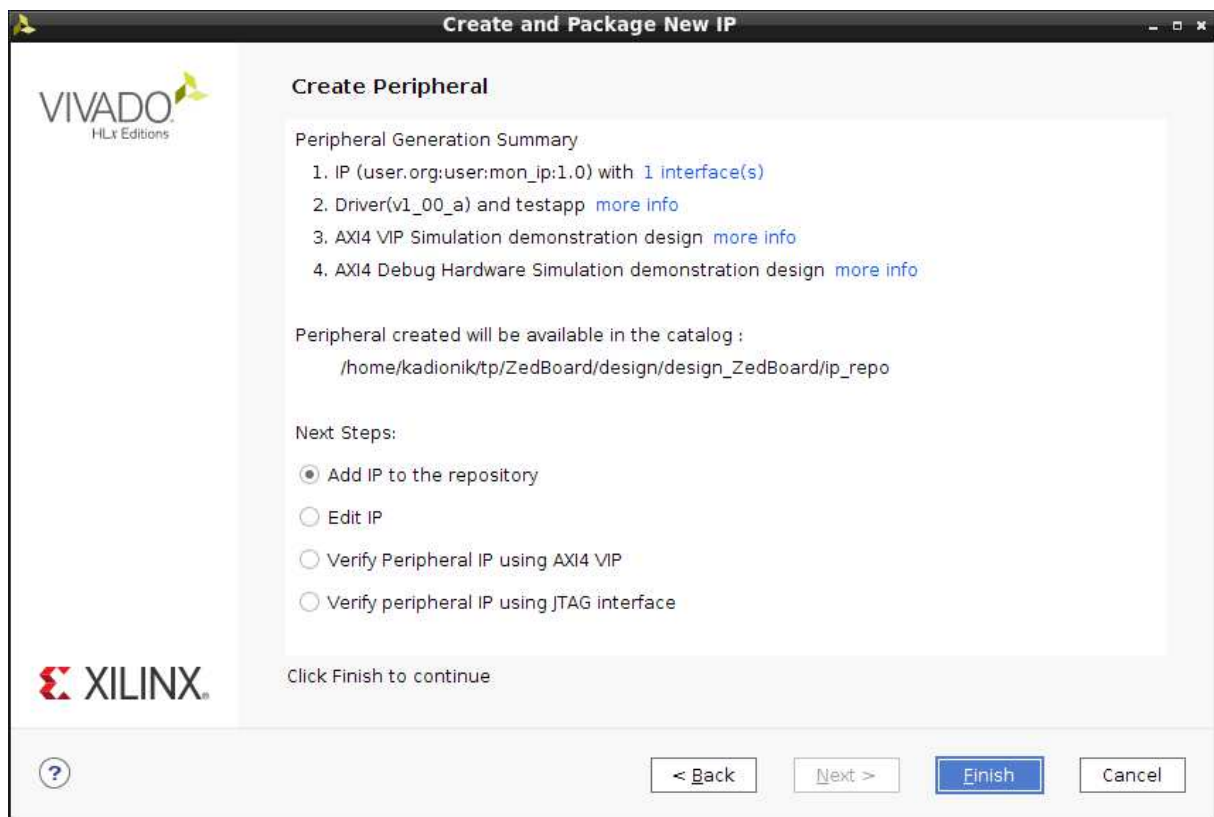 Create and Package New IP
VIVADO.
HLx Editions
Create Peripheral
Peripheral Generation Summary
1. IP (user.org:user:mon_ip:1.0) with 1 interface(s)
2. Driver(v1_00_a) and testapp more info
3. AXI4 VIP Simulation demonstration design more info
4. AXI4 Debug Hardware Simulation demonstration design more info
Peripheral created will be available in the catalog :
/home/kadionik/tp/ZedBoard/design/design_ZedBoard/ip_repo
Next Steps:
Add IP to the repository
Edit IP
Verify Peripheral IP using AXI4 VIP
Verify peripheral IP using JTAG interface
XILINX.
Click Finish to continue
?
< Back
Next >
Finish
Cancel